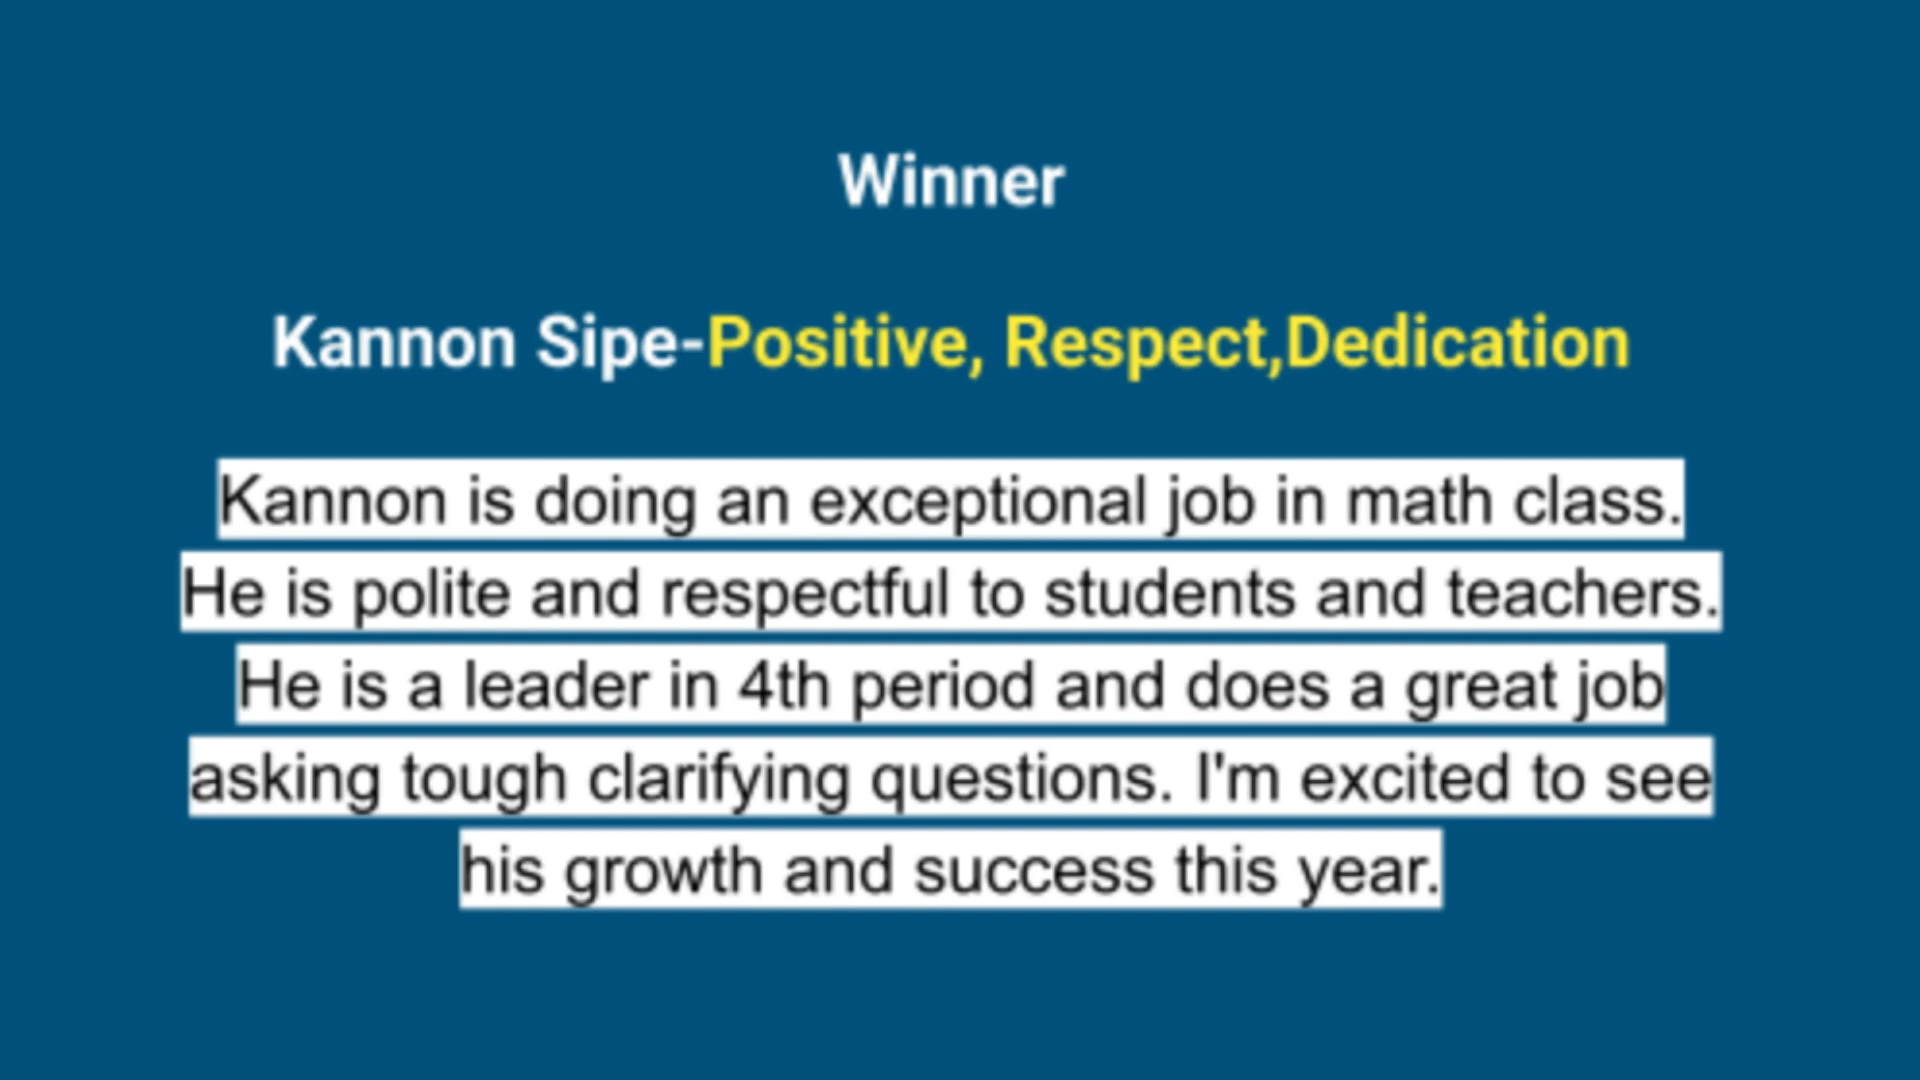 Winner
Kannon Sipe-Positive, Respect,Dedication
Kannon is doing an exceptional job in math class.
He is polite and respectful to students and teachers.
He is a leader in 4th period and does a great job
asking tough clarifying questions. I'm excited to see
his growth and success this year.